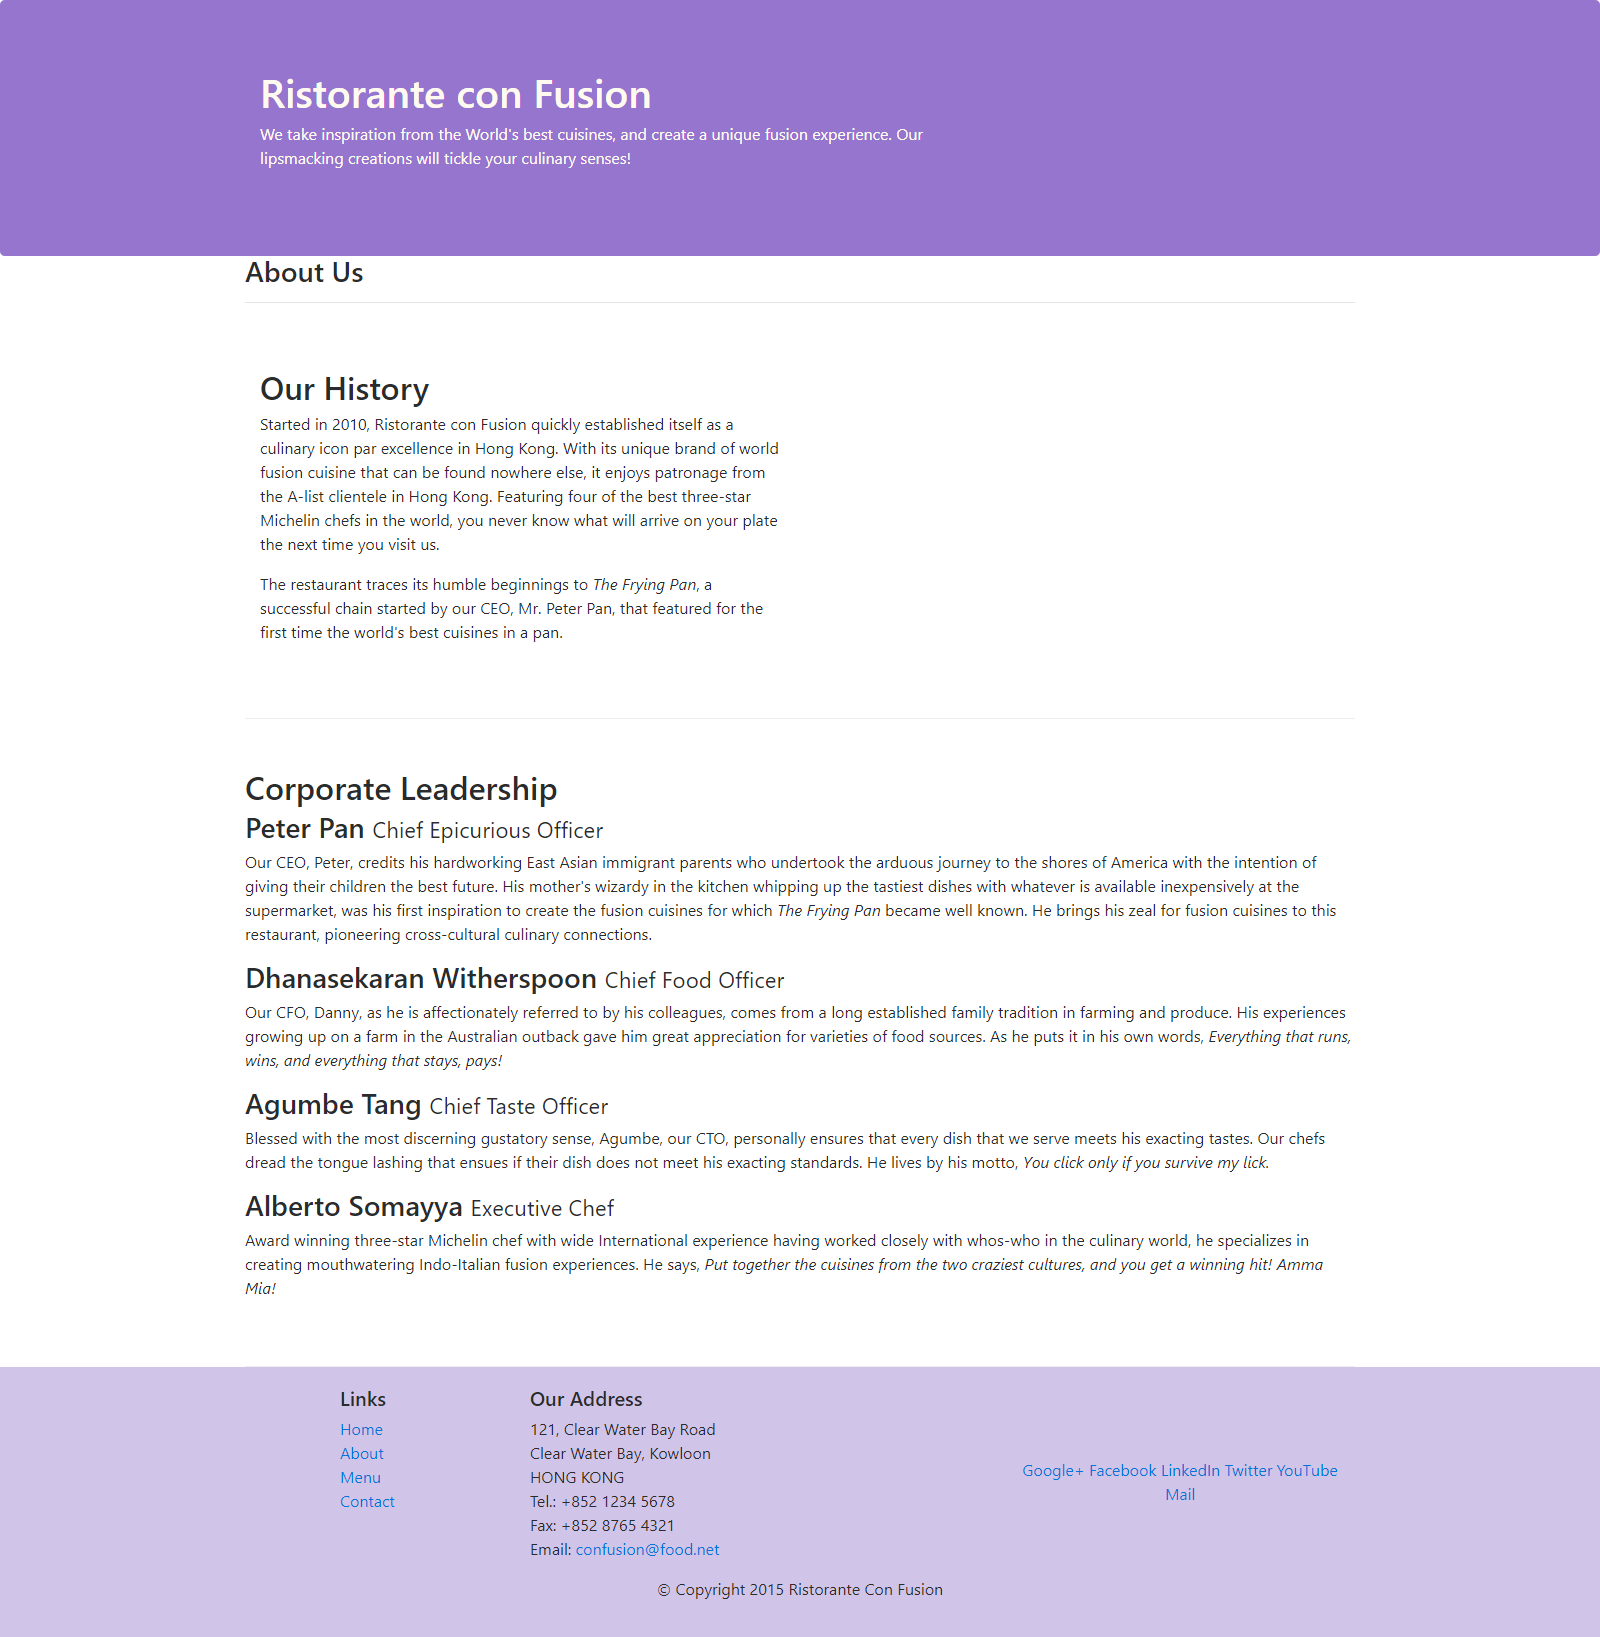 Ristorante con Fusion
We take inspiration from the World's best cuisines, and create a unique fusion experience. Our
lipsmacking creations will tickle your culinary senses!
About Us
Our History
Started in 2010, Ristorante con Fusion quickly established itself as a
culinary icon par excellence in Hong Kong. With its unique brand of world
fusion cuisine that can be found nowhere else, it enjoys patronage from
the A-list clientele in Hong Kong. Featuring four of the best three-star
Michelin chefs in the world, you never know what will arrive on your plate
the next time you visit us.
The restaurant traces its humble beginnings to The Frying Pan, a
successful chain started by our CEO, Mr. Peter Pan, that featured for the
first time the world's best cuisines in a pan.
Corporate Leadership
Peter Pan Chief Epicurious Officer
Our CEO, Peter, credits his hardworking East Asian immigrant parents who undertook the arduous journey to the shores of America with the intention of
giving their children the best future. His mother's wizardy in the kitchen whipping up the tastiest dishes with whatever is available inexpensively at the
supermarket, was his first inspiration to create the fusion cuisines for which The Frying Pan became well known. He brings his zeal for fusion cuisines to this
restaurant, pioneering cross-cultural culinary connections.
Dhanasekaran Witherspoon Chief Food Officer
Our CFO, Danny, as he is affectionately referred to by his colleagues, comes from a long established family tradition in farming and produce. His experiences
growing up on a farm in the Australian outback gave him great appreciation for varieties of food sources. As he puts it in his own words, Everything that runs,
wins, and everything that stays, pays!
Agumbe Tang Chief Taste Officer
Blessed with the most discerning gustatory sense, Agumbe, our CTO, personally ensures that every dish that we serve meets his exacting tastes. Our chefs
dread the tongue lashing that ensues if their dish does not meet his exacting standards. He lives by his motto, You click only if you survive my lick.
Alberto Somayya Executive Chef
Award winning three-star Michelin chef with wide International experience having worked closely with whos-who in the culinary world, he specializes in
creating mouthwatering Indo-Italian fusion experiences. He says, Put together the cuisines from the two craziest cultures, and you get a winning hit! Amma
Mia!
Links
Home
About
Menu
Contact
Our Address
121, Clear Water Bay Road
Clear Water Bay, Kowloon
HONG KONG
Tel.: +852 1234 5678
Fax: +852 8765 4321
Email: confusion@food.net
Google+ Facebook LinkedIn Twitter YouTube
Mail
© Copyright 2015 Ristorante Con Fusion